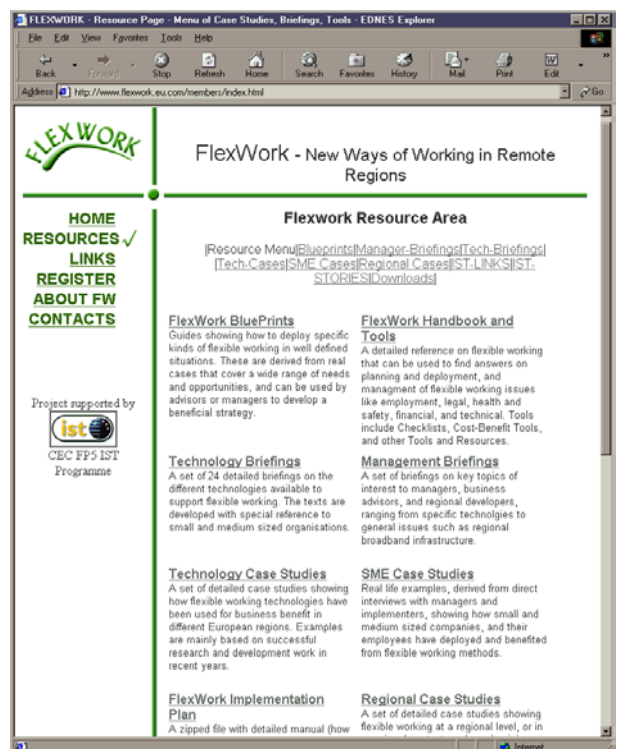 FLEXWORK - Resource Page - Menu of Case Studies, Briefings, Tools - EDNES Explorer
File Edit View Favorites Tools Help
Back Forward Stop Refresh Home Search Favorites History Mail Print Edit
Address http://www.flexwork.eu.com/members/index.html Go
FLEXWORK
FlexWork - New Ways of Working in Remote
Regions
HOME
RESOURCES
LINKS
REGISTER
ABOUT FW
CONTACTS
Project supported by
ist
CEC FP5 IST
Programme
Flexwork Resource Area
|Resource Menu|Blueprints|Manager-Briefings|Tech-Briefings|
|Tech-Cases|SME Cases|Regional Cases|IST-LINKS|IST-
STORIES|Downloads|
FlexWork BluePrints
Guides showing how to deploy specific
kinds of flexible working in well defined
situations. These are derived from real
cases that cover a wide range of needs
and opportunities, and can be used by
advisors or managers to develop a
beneficial strategy.
FlexWork Handbook and
Tools
A detailed reference on flexible working
that can be used to find answers on
planning and deployment, and
managment of flexible working issues
like employment, legal, health and
safety, financial, and technical. Tools
include Checklists, Cost-Benefit Tools,
and other Tools and Resources.
Technology Briefings
A set of 24 detailed briefings on the
different technologies available to
support flexible working. The texts are
developed with special reference to
small and medium sized organisations.
Management Briefings
A set of briefings on key topics of
interest to managers, business
advisors, and regional developers,
ranging from specific technolgies to
general issues such as regional
broadband infrastructure.
Technology Case Studies
A set of detailed case studies showing
how flexible working technologies have
been used for business benefit in
different European regions. Examples
are mainly based on successful
research and development work in
recent years.
SME Case Studies
Real life examples, derived from direct
interviews with managers and
implementers, showing how small and
medium sized companies, and their
employees have deployed and benefited
from flexible working methods.
FlexWork Implementation
Plan
A zipped file with detailed manual (how
Regional Case Studies
A set of detailed case studies showing
flexible working at a regional level, or in
Internet